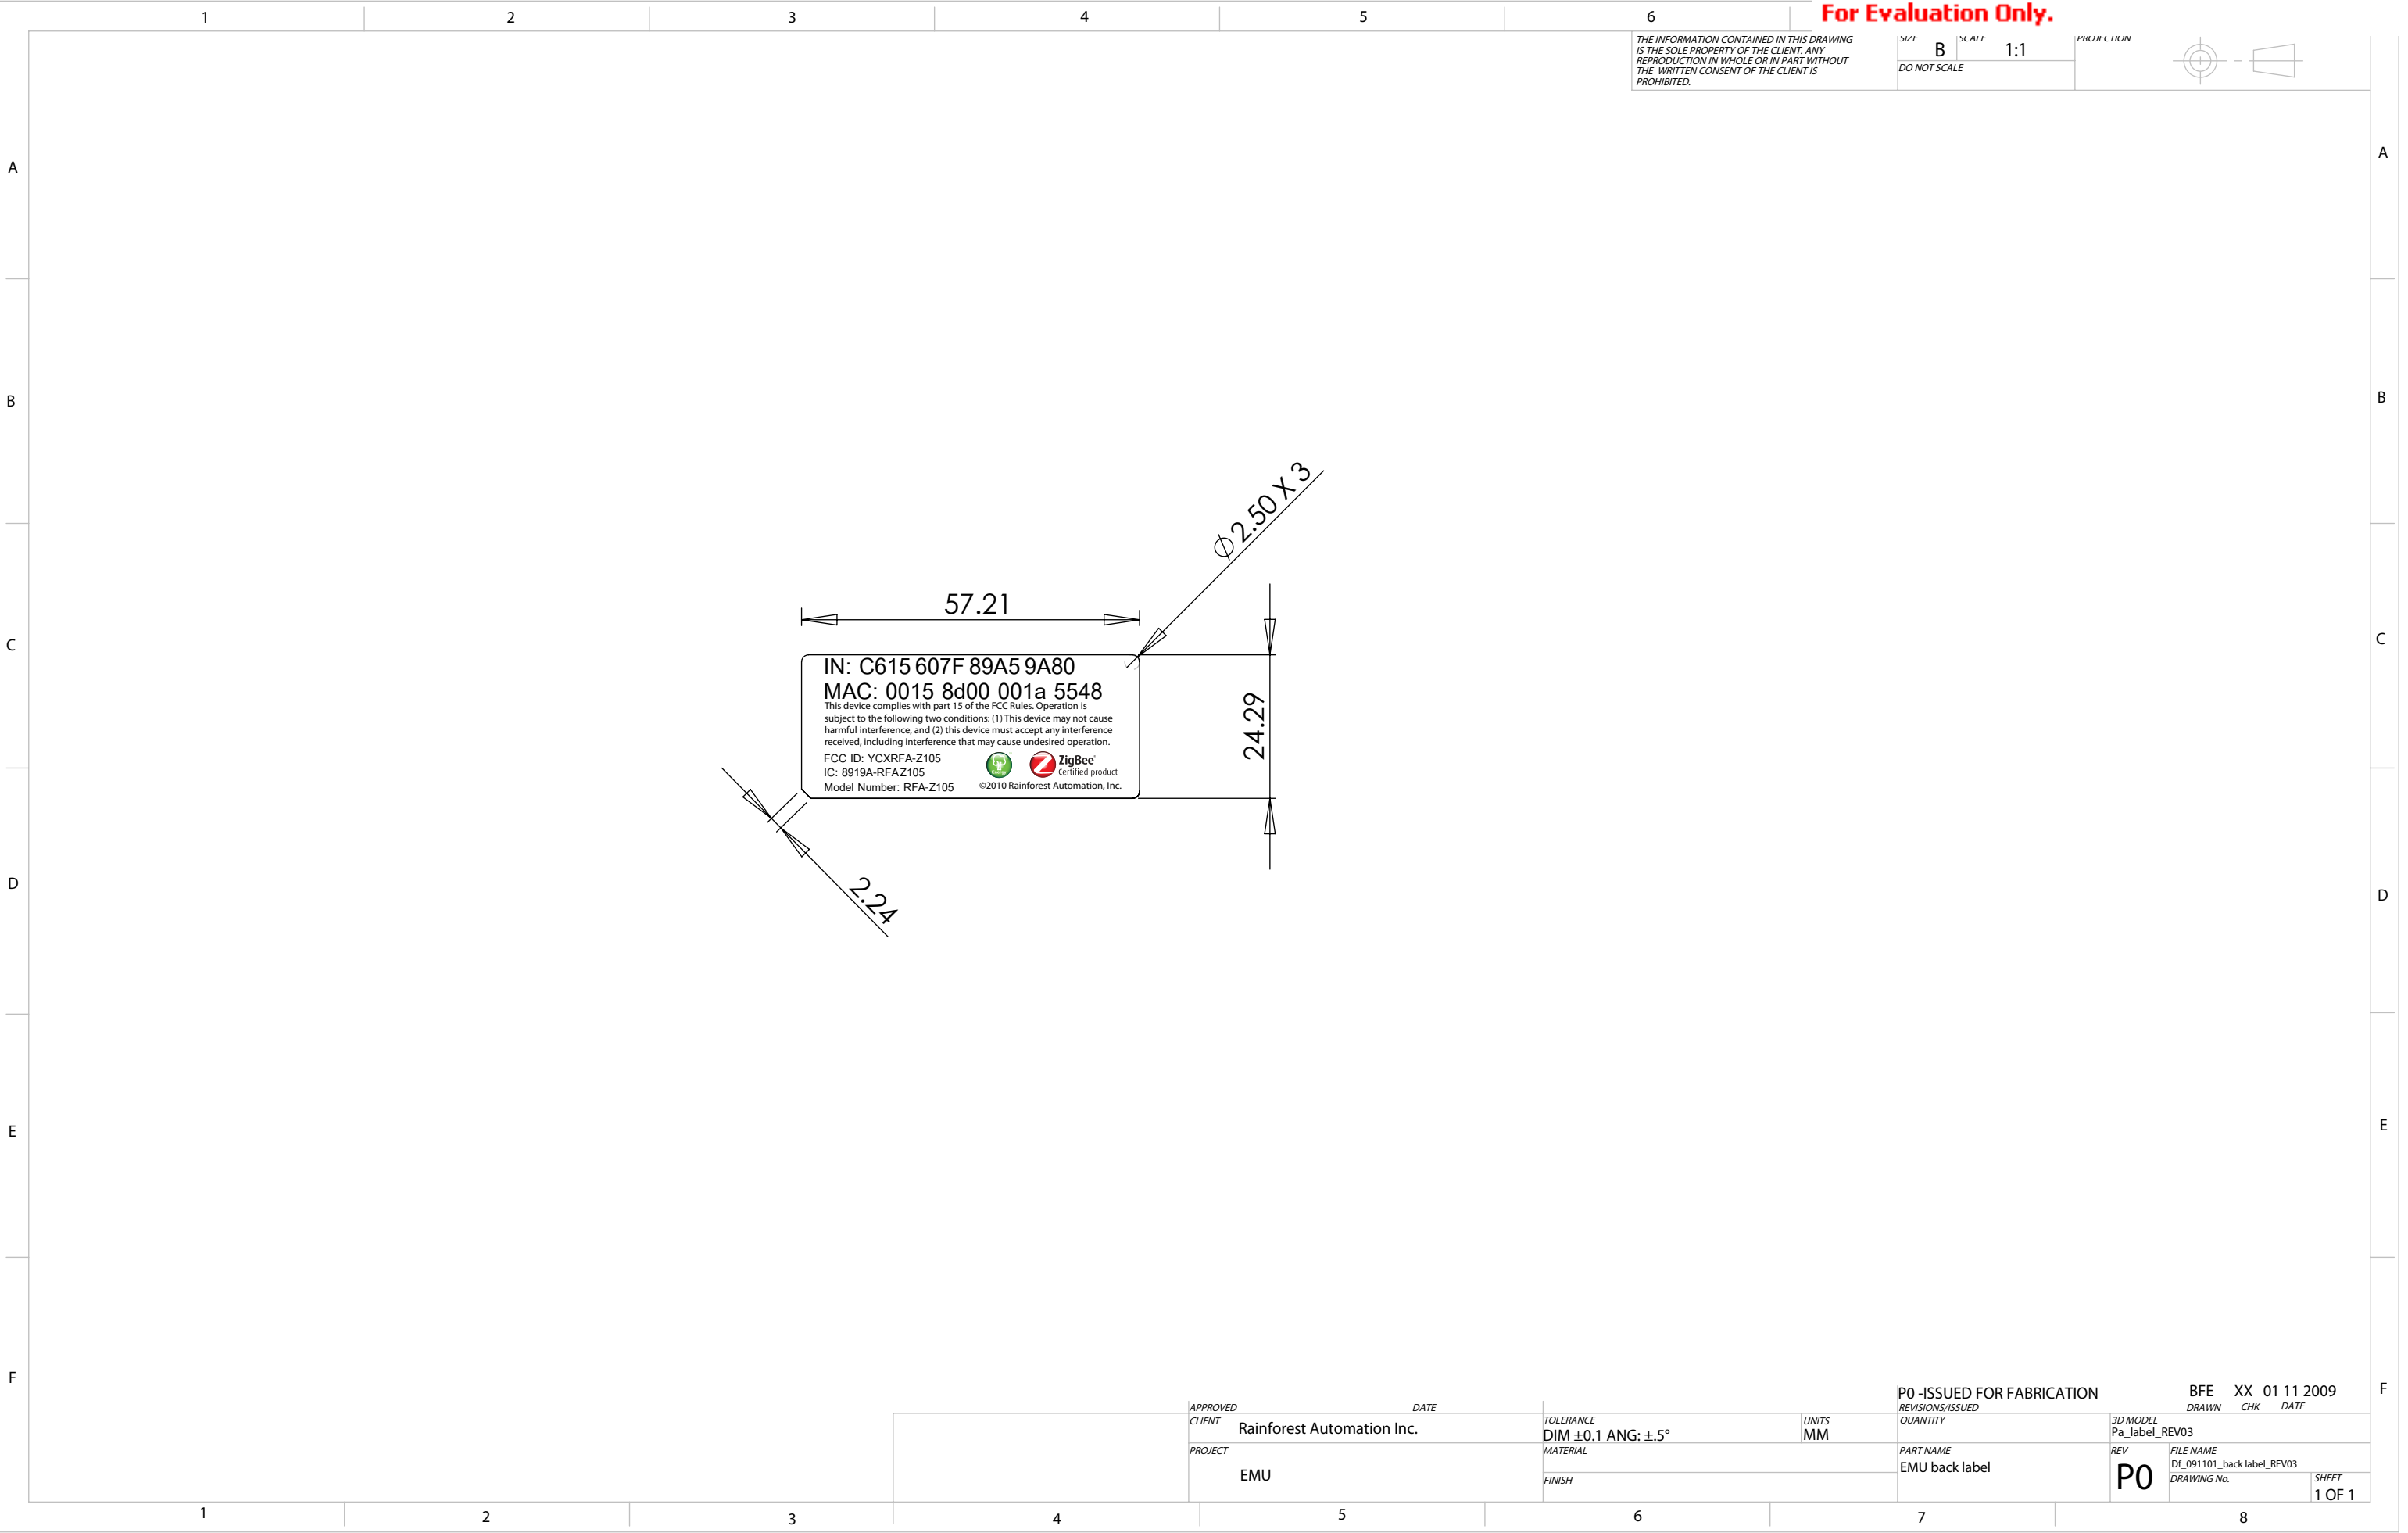 For Evaluation Only.
1 2 3 4 5 6
THE INFORMATION CONTAINED IN THIS DRAWING
IS THE SOLE PROPERTY OF THE CLIENT. ANY
REPRODUCTION IN WHOLE OR IN PART WITHOUT
THE WRITTEN CONSENT OF THE CLIENT IS
PROHIBITED.
SIZE SCALE PROJECTION
B 1:1
DO NOT SCALE
A A
B B
Ø 2.50 X 3
57.21
C C
IN: C615 607F 89A5 9A80
MAC: 0015 8d00 001a 5548
This device complies with part 15 of the FCC Rules. Operation is
subject to the following two conditions: (1) This device may not cause
harmful interference, and (2) this device must accept any interference
received, including interference that may cause undesired operation.
FCC ID: YCXRFA-Z105
IC: 8919A-RFAZ105
Model Number: RFA-Z105
ZigBee
Certified product
©2010 Rainforest Automation, Inc.
24.29
2.24
D D
E E
F F
P0 -ISSUED FOR FABRICATION BFE XX 01 11 2009
APPROVED DATE REVISIONS/ISSUED DRAWN CHK DATE
CLIENT Rainforest Automation Inc.
TOLERANCE
DIM ±0.1 ANG: ±.5°
UNITS
MM
QUANTITY
3D MODEL
Pa_label_REV03
PROJECT
EMU
MATERIAL
FINISH
PART NAME
EMU back label
REV
P0
FILE NAME
Df_091101_back label_REV03
DRAWING No.
SHEET
1 OF 1
1 2 3 4 5 6 7 8